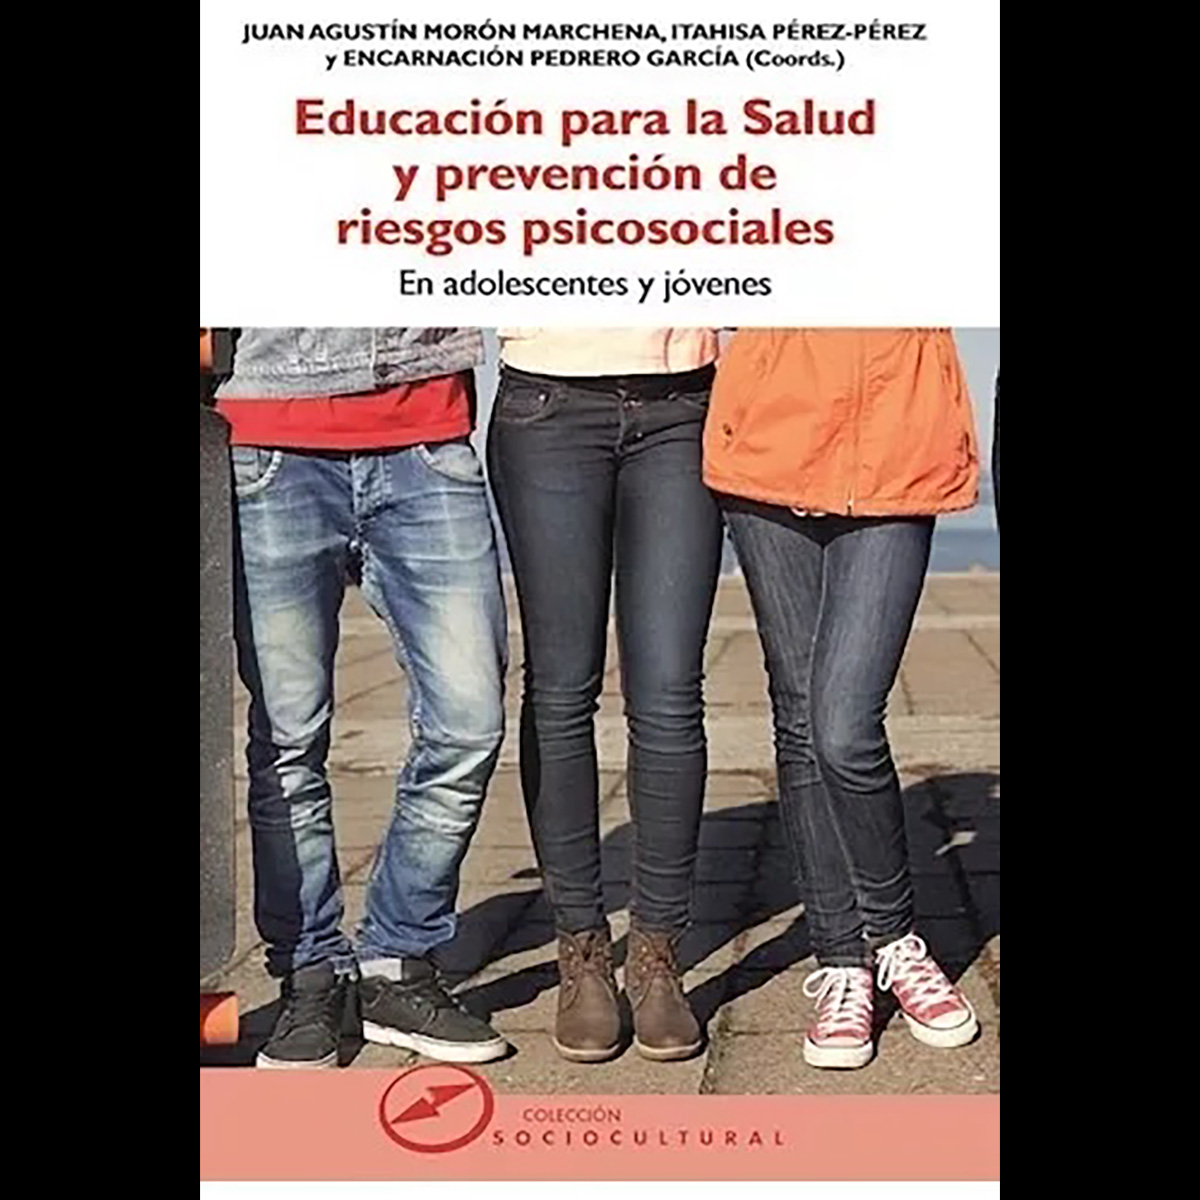 JUAN AGUSTÍN MORÓN MARCHENA, ITAHISA PÉREZ-PÉREZ
y ENCARNACIÓN PEDRERO GARCÍA (Coords.)
Educación para la Salud
y prevención de
riesgos psicosociales
En adolescentes y jóvenes
COLECCIÓN
SOCIOCULTURAL